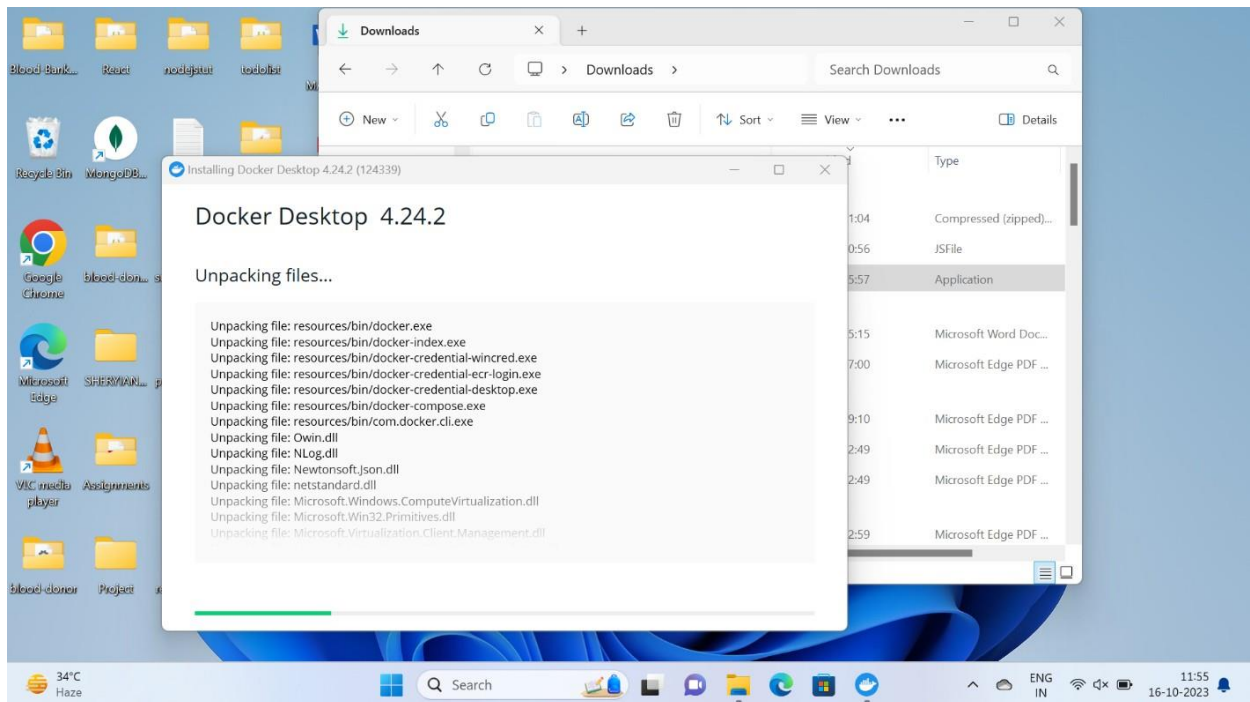 Downloads
Downloads
Search Downloads
New
Sort
View
Details
Type
Compressed (zipped)...
JSFile
Application
Microsoft Word Doc...
Microsoft Edge PDF ...
Microsoft Edge PDF ...
Microsoft Edge PDF ...
Microsoft Edge PDF ...
Microsoft Edge PDF ...
1:04
0:56
5:57
5:15
7:00
9:10
2:49
2:49
2:59
Blood-Bank...
React
todolist
Recycle Bin
MongoDB...
Google
Chrome
blood-don...
Microsoft
Edge
VLC media
player
Assignments
blood-donor
Project
Installing Docker Desktop 4.24.2 (124339)
Docker Desktop 4.24.2
Unpacking files...
Unpacking file: resources/bin/docker.exe
Unpacking file: resources/bin/docker-index.exe
Unpacking file: resources/bin/docker-credential-wincred.exe
Unpacking file: resources/bin/docker-credential-ecr-login.exe
Unpacking file: resources/bin/docker-credential-desktop.exe
Unpacking file: resources/bin/docker-compose.exe
Unpacking file: resources/bin/com.docker.cli.exe
Unpacking file: Owin.dll
Unpacking file: NLog.dll
Unpacking file: Newtonsoft.Json.dll
Unpacking file: netstandard.dll
Unpacking file: Microsoft.Windows.ComputeVirtualization.dll
Unpacking file: Microsoft.Win32.Primitives.dll
Unpacking file: Microsoft.Virtualization.Client.Management.dll
34°C
Haze
Search
ENG
IN
11:55
16-10-2023